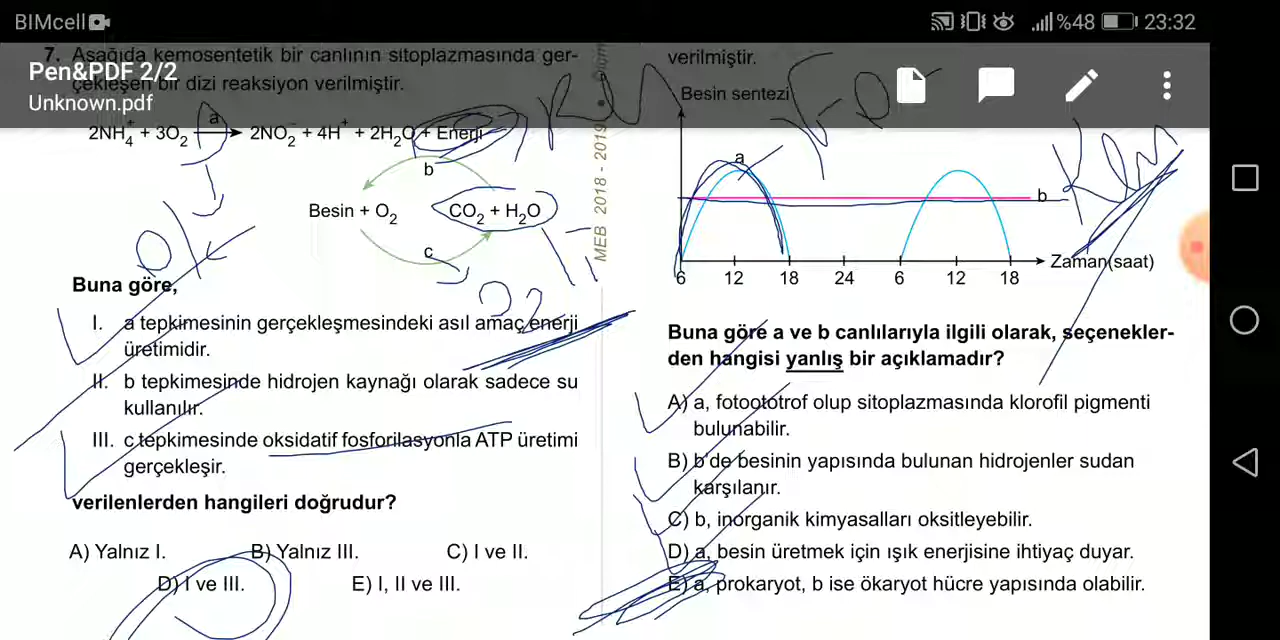 BIMcell
%48 23:32
Pen&PDF 2/2
Unknown.pdf
7. Aşağıda kemosentetik bir canlının sitoplazmasında ger-
çekleşen bir dizi reaksiyon verilmiştir.
a
2NH4+ + 3O2 → 2NO2- + 4H+ + 2H2O + Enerji
b
Besin + O2
CO2 + H2O
c
O2
Buna göre,
I. a tepkimesinin gerçekleşmesindeki asıl amaç enerji
üretimidir.
II. b tepkimesinde hidrojen kaynağı olarak sadece su
kullanılır.
III. c tepkimesinde oksidatif fosforilasyonla ATP üretimi
gerçekleşir.
verilenlerden hangileri doğrudur?
A) Yalnız I. B) Yalnız III. C) I ve II.
D) I ve III. E) I, II ve III.
MEB 2018 - 2019
verilmiştir.
Besin sentezi
a
b
Kem
Zaman(saat)
6 12 18 24 6 12 18
Buna göre a ve b canlılarıyla ilgili olarak, seçenekler-
den hangisi yanlış bir açıklamadır?
A) a, fotoototrof olup sitoplazmasında klorofil pigmenti
bulunabilir.
B) b'de besinin yapısında bulunan hidrojenler sudan
karşılanır.
C) b, inorganik kimyasalları oksitleyebilir.
D) a, besin üretmek için ışık enerjisine ihtiyaç duyar.
E) a, prokaryot, b ise ökaryot hücre yapısında olabilir.